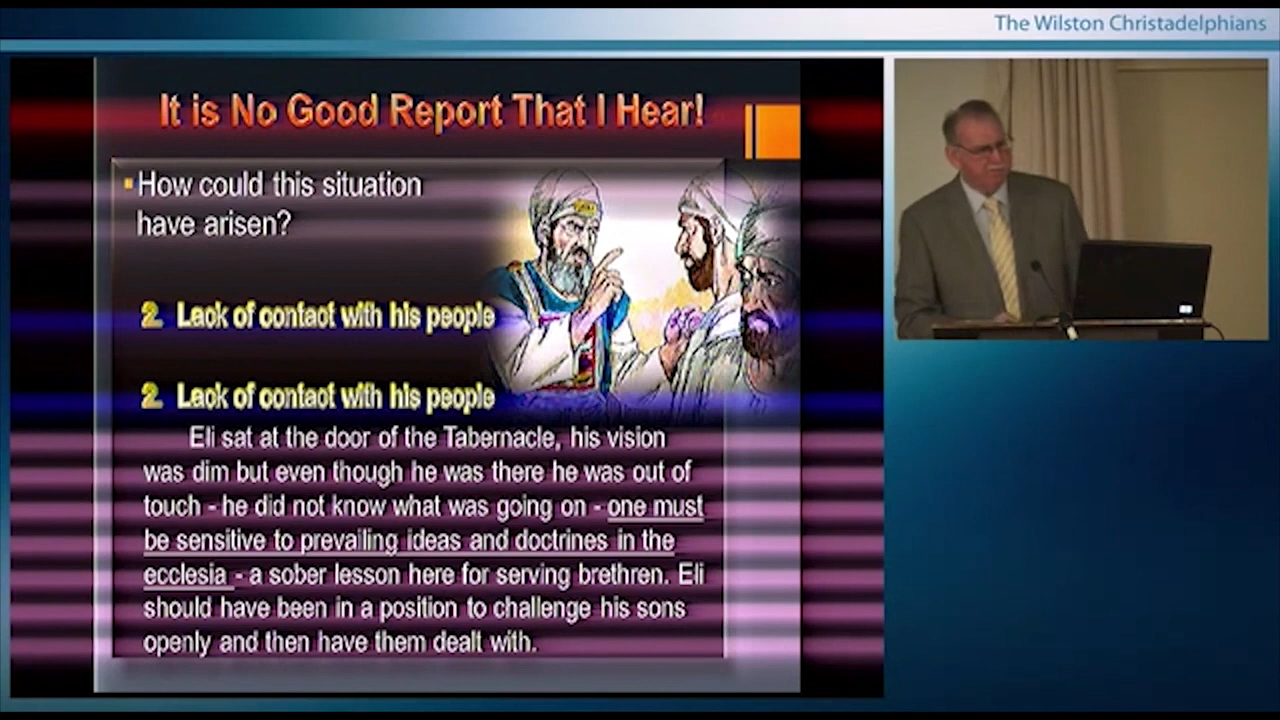 The Wilston Christadelphians
It is No Good Report That I Hear!
How could this situation
have arisen?
2. Lack of contact with his people
2. Lack of contact with his people
Eli sat at the door of the Tabernacle, his vision
was dim but even though he was there he was out of
touch - he did not know what was going on - one must
be sensitive to prevailing ideas and doctrines in the
ecclesia - a sober lesson here for serving brethren. Eli
should have been in a position to challenge his sons
openly and then have them dealt with.